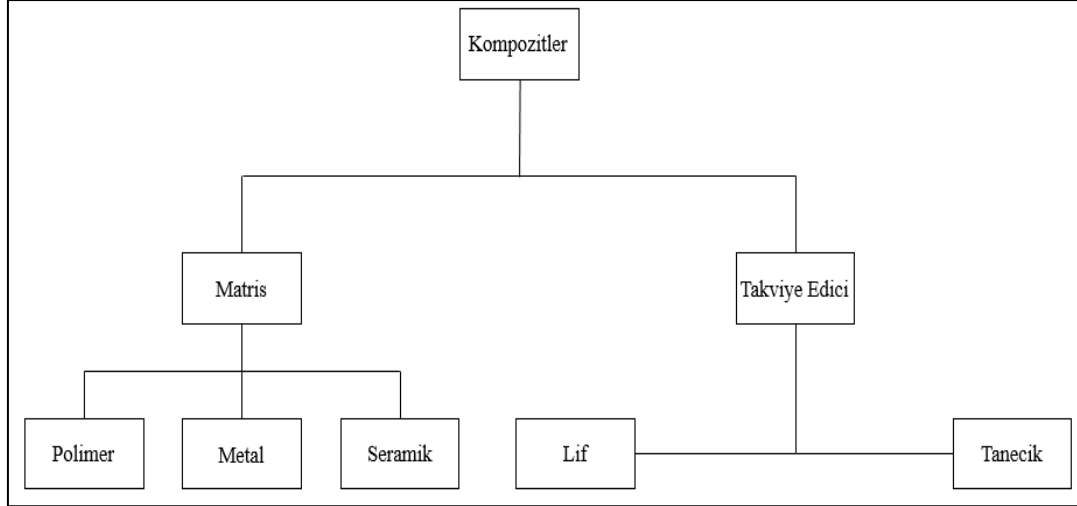 Kompozitler
Matris
Takviye Edici
Polimer
Metal
Seramik
Lif
Tanecik